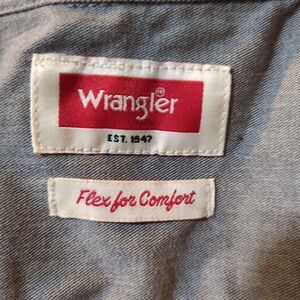 Wrangler
EST. 1947
Flex for Comfort